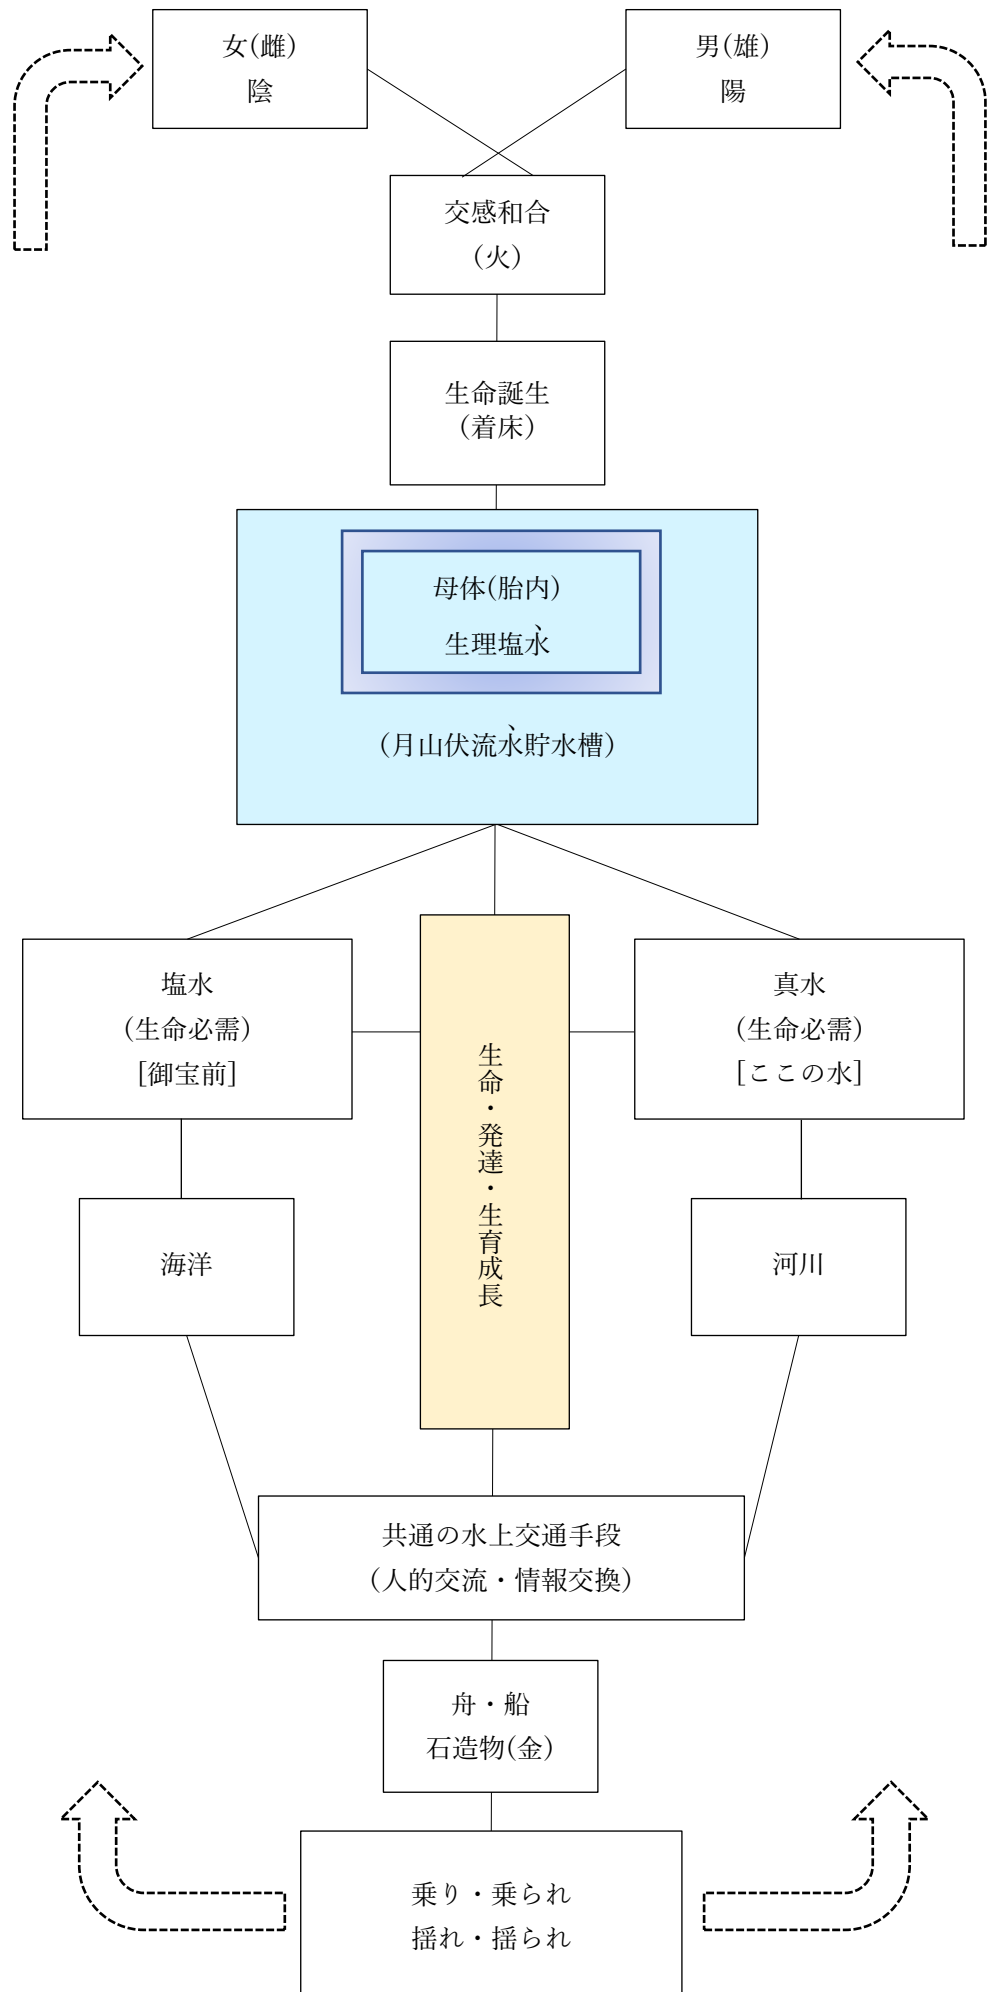 女(雌)
陰
男(雄)
陽
交感和合
(火)
生命誕生
(着床)
母体(胎内)
生理塩水
(月山伏流水貯水槽)
塩水
(生命必需)
[御宝前]
生命・発達・生育成長
真水
(生命必需)
[ここの水]
海洋
河川
共通の水上交通手段
(人的交流・情報交換)
舟・船
石造物(金)
乗り・乗られ
揺れ・揺られ